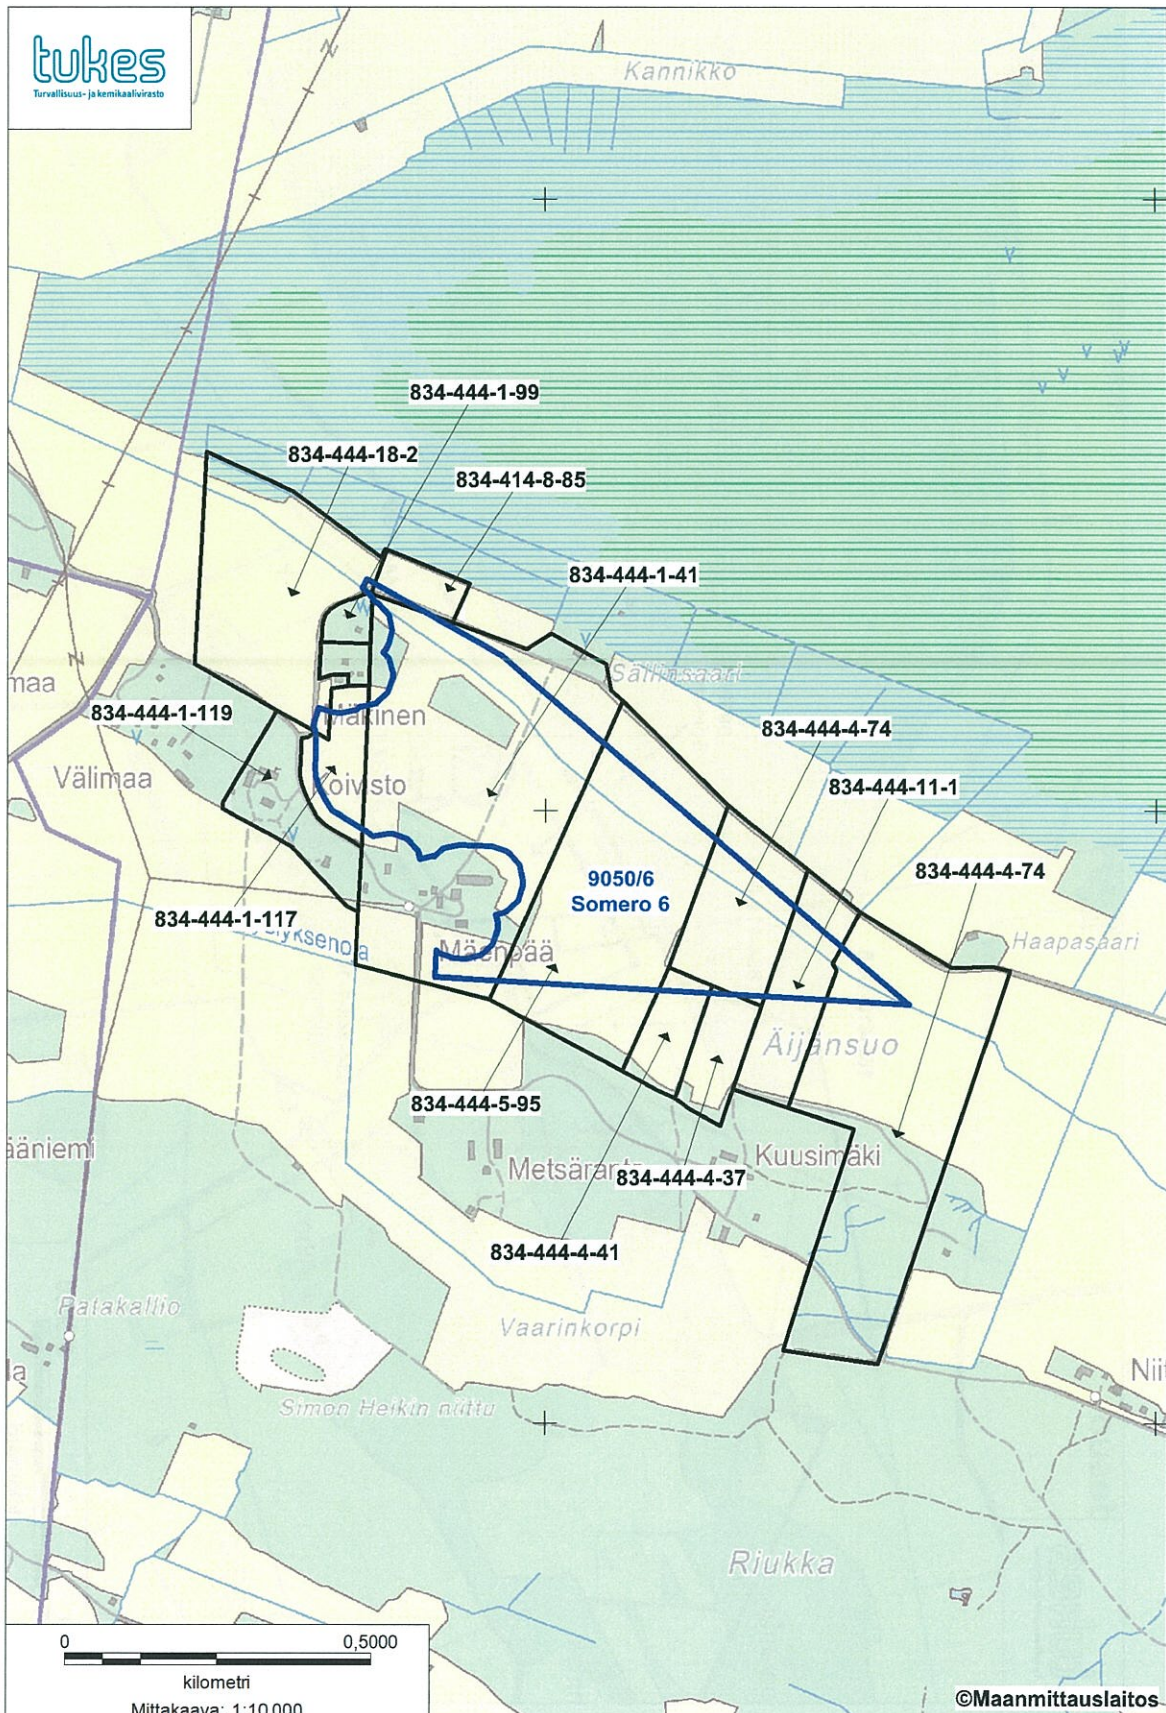 tukes
Turvallisuus- ja kemikaalivirasto
Kannikko
834-444-1-99
834-444-18-2
834-414-8-85
834-444-1-41
Sällinsaari
maa
834-444-1-119
Mäkinen
834-444-4-74
Välimaa
Koivisto
834-444-11-1
834-444-4-74
9050/6
Somero 6
834-444-1-117
Haapasaari
Mäenpää
Äijänsuo
834-444-5-95
ääniemi
Metsäranta
Kuusimäki
834-444-4-37
834-444-4-41
Patakallio
Vaarinkorpi
la
Niit
Simon Heikin niittu
Riukka
0 0,5000
kilometri
Mittakaava: 1:10 000
©Maanmittauslaitos